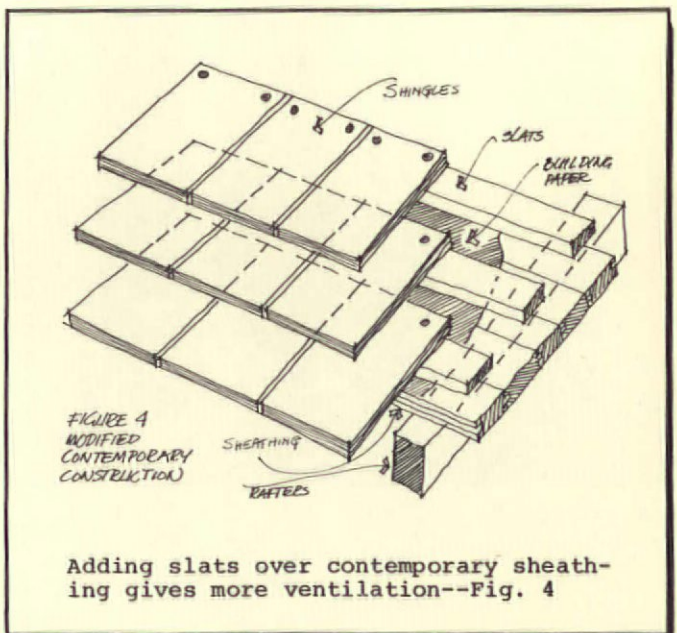 SHINGLES
SLATS
BUILDING
PAPER
FIGURE 4
MODIFIED
CONTEMPORARY
CONSTRUCTION
SHEATHING
RAFTERS
Adding slats over contemporary sheath-
ing gives more ventilation--Fig. 4